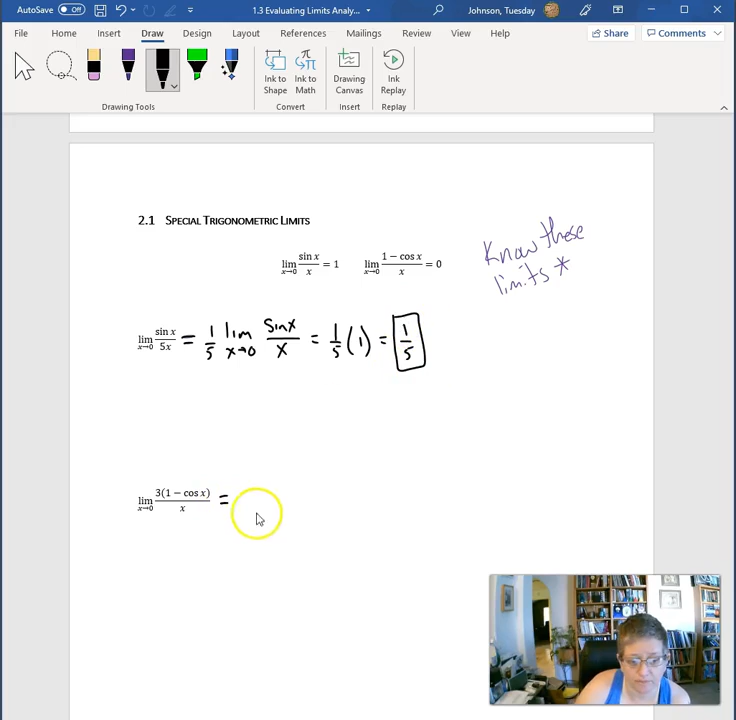 AutoSave Off 1.3 Evaluating Limits Analy... Johnson, Tuesday
File Home Insert Draw Design Layout References Mailings Review View Help Share Comments
Ink to Shape Ink to Math Drawing Canvas Ink Replay
Drawing Tools Convert Insert Replay
2.1 SPECIAL TRIGONOMETRIC LIMITS
lim x→0 sin x / x = 1 lim x→0 1 − cos x / x = 0
Know these
limits *
lim x→0 sin x / 5x = 1/5 lim x→0 sin x / x = 1/5 (1) = 1/5
lim x→0 3(1 − cos x) / x =